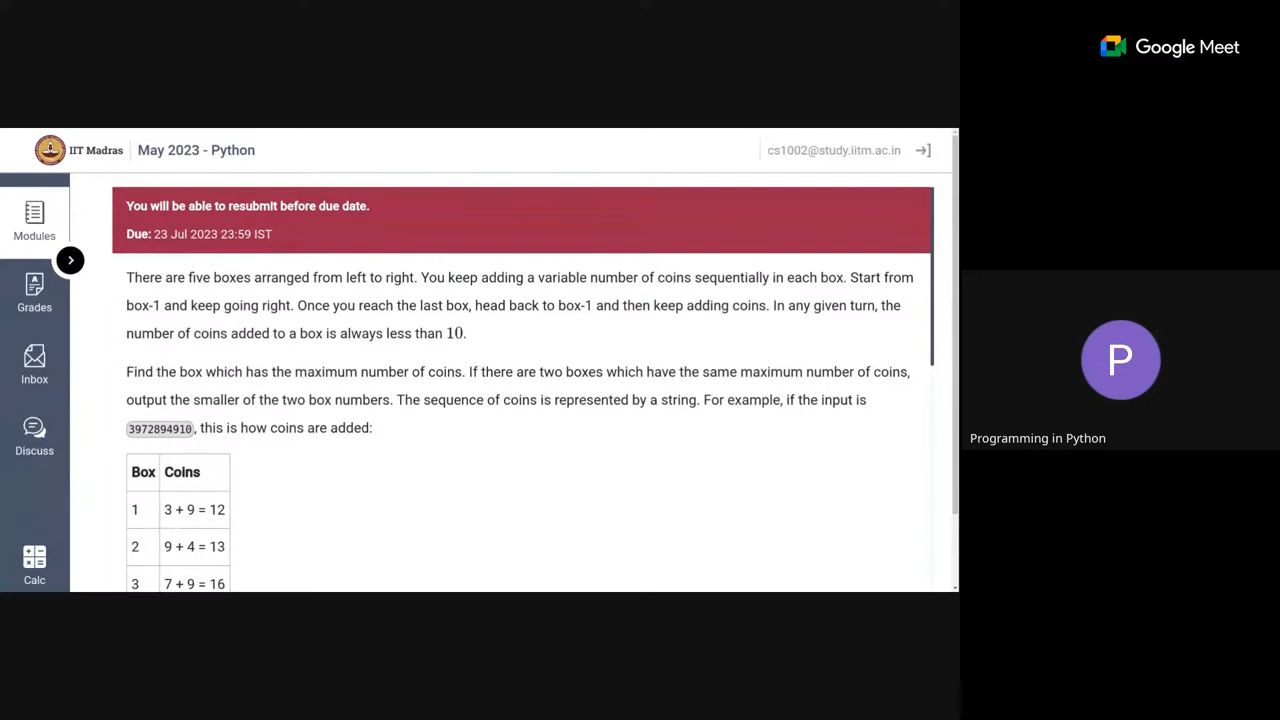 Google Meet
IIT Madras
May 2023 - Python
cs1002@study.iitm.ac.in
Modules
Grades
Inbox
Discuss
Calc
You will be able to resubmit before due date.
Due: 23 Jul 2023 23:59 IST
There are five boxes arranged from left to right. You keep adding a variable number of coins sequentially in each box. Start from
box-1 and keep going right. Once you reach the last box, head back to box-1 and then keep adding coins. In any given turn, the
number of coins added to a box is always less than 10.
Find the box which has the maximum number of coins. If there are two boxes which have the same maximum number of coins,
output the smaller of the two box numbers. The sequence of coins is represented by a string. For example, if the input is
3972894910, this is how coins are added:
Box Coins
1 3 + 9 = 12
2 9 + 4 = 13
3 7 + 9 = 16
P
Programming in Python